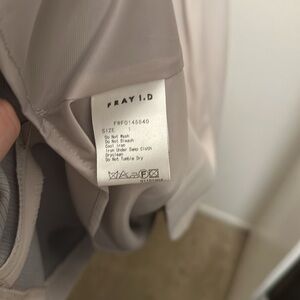 FRAY I.D
FRFO145040
SIZE 1
Do Not Wash
Do Not Bleach
Cool Iron
Iron Under Damp Cloth
Dryclean
Do Not Tumble Dry